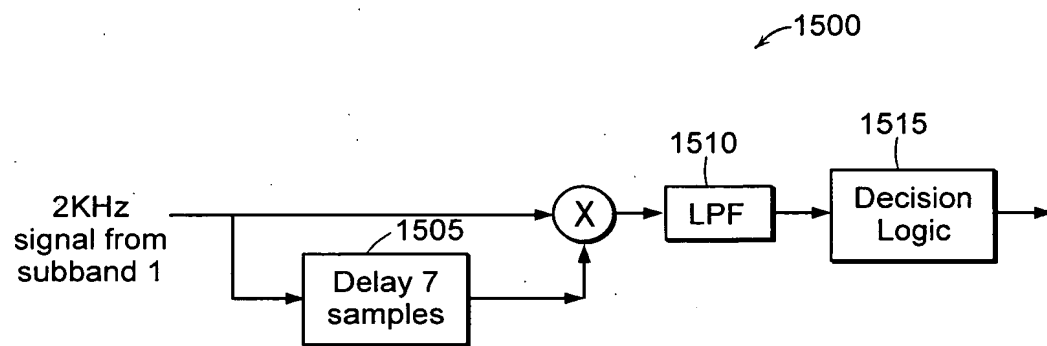 1500
1510
1515
2KHz
signal from
subband 1
1505
X
LPF
Decision
Logic
Delay 7
samples